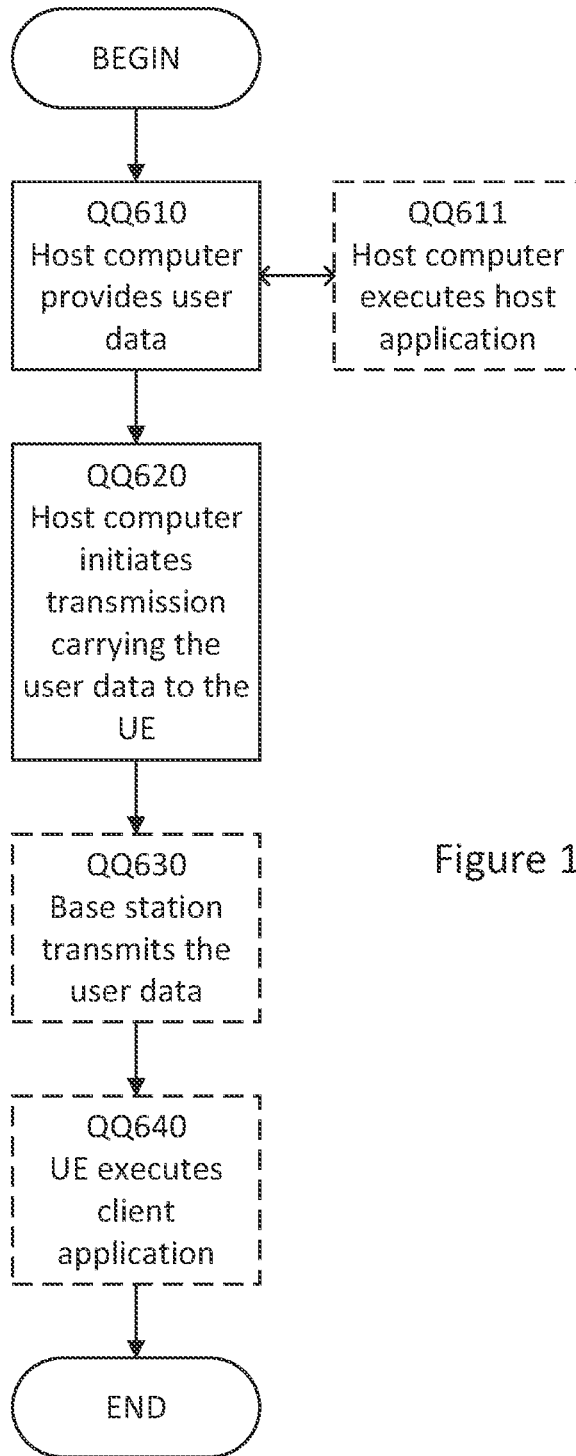 BEGIN
QQ610
Host computer
provides user
data
QQ611
Host computer
executes host
application
QQ620
Host computer
initiates
transmission
carrying the
user data to the
UE
QQ630
Base station
transmits the
user data
Figure 1
QQ640
UE executes
client
application
END